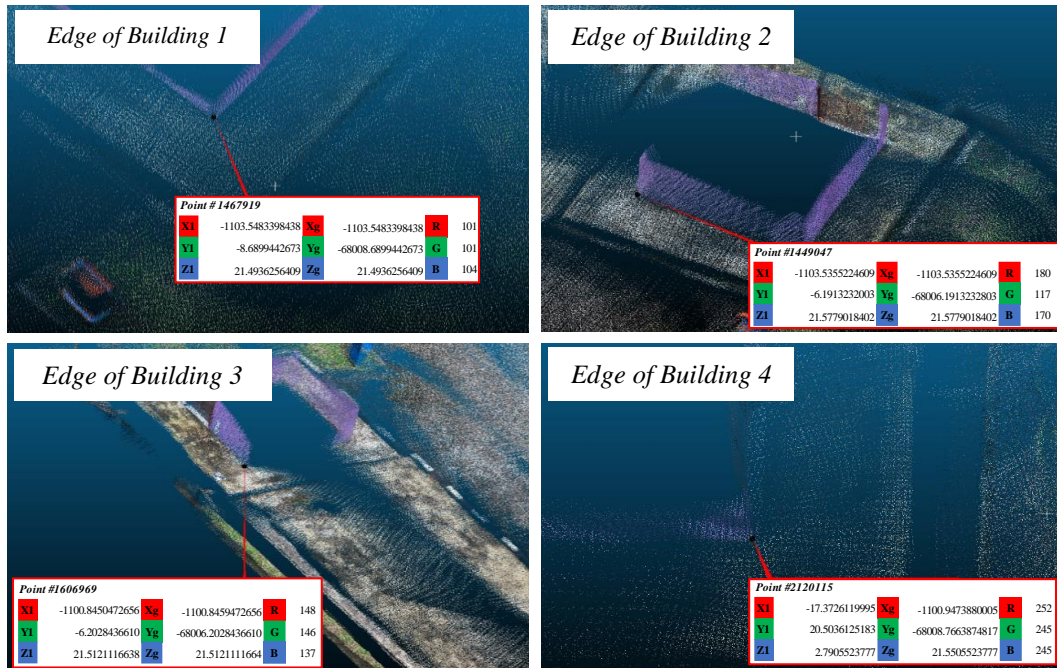 Edge of Building 1
Point # 1467919
X1 -1103.5483398438 Xg -1103.5483398438 R 101
Y1 -8.6899442673 Yg -68008.6899442673 G 101
Z1 21.4936256409 Zg 21.4936256409 B 104
Edge of Building 2
Point #1449047
X1 -1103.5355224609 Xg -1103.5355224609 R 180
Y1 -6.1913232003 Yg -68006.1913232803 G 117
Z1 21.5779018402 Zg 21.5779018402 B 170
Edge of Building 3
Point #1606969
X1 -1100.8450472656 Xg -1100.8459472656 R 148
Y1 -6.2028436610 Yg -68006.2028436610 G 146
Z1 21.5121116638 Zg 21.5121111664 B 137
Edge of Building 4
Point #2120115
X1 -17.3726119995 Xg -1100.9473880005 R 252
Y1 20.5036125183 Yg -68008.7663874817 G 245
Z1 2.7905523777 Zg 21.5505523777 B 245